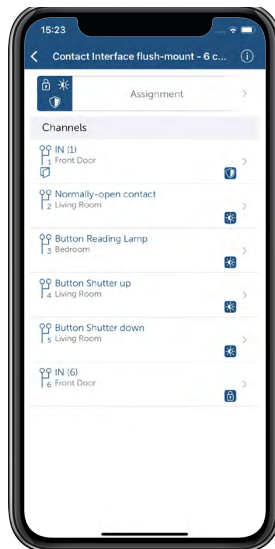 15:23
Contact Interface flush-mount - 6 c...
Assignment
Channels
IN (1)
1 Front Door
Normally-open contact
2 Living Room
Button Reading Lamp
3 Bedroom
Button Shutter up
4 Living Room
Button Shutter down
5 Living Room
IN (6)
6 Front Door